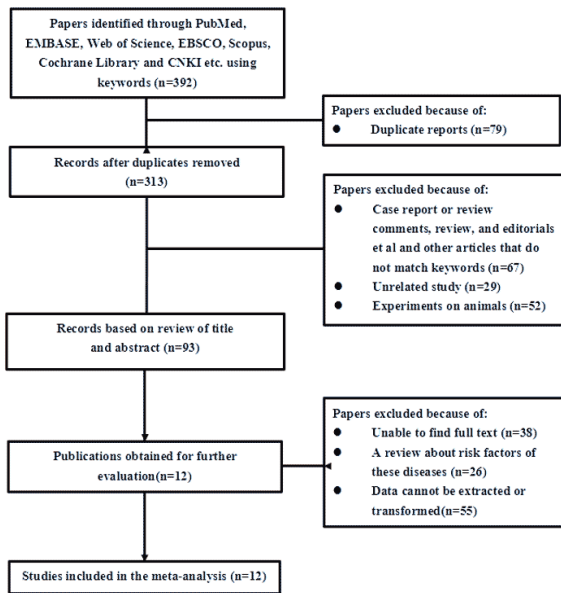 Papers identified through PubMed,
EMBASE, Web of Science, EBSCO, Scopus,
Cochrane Library and CNKI etc. using
keywords (n=392)
Papers excluded because of:
● Duplicate reports (n=79)
Records after duplicates removed
(n=313)
Papers excluded because of:
● Case report or review
comments, review, and editorials
et al and other articles that do
not match keywords (n=67)
● Unrelated study (n=29)
● Experiments on animals (n=52)
Records based on review of title
and abstract (n=93)
Papers excluded because of:
● Unable to find full text (n=38)
● A review about risk factors of
these diseases (n=26)
● Data cannot be extracted or
transformed(n=55)
Publications obtained for further
evaluation(n=12)
Studies included in the meta-analysis (n=12)